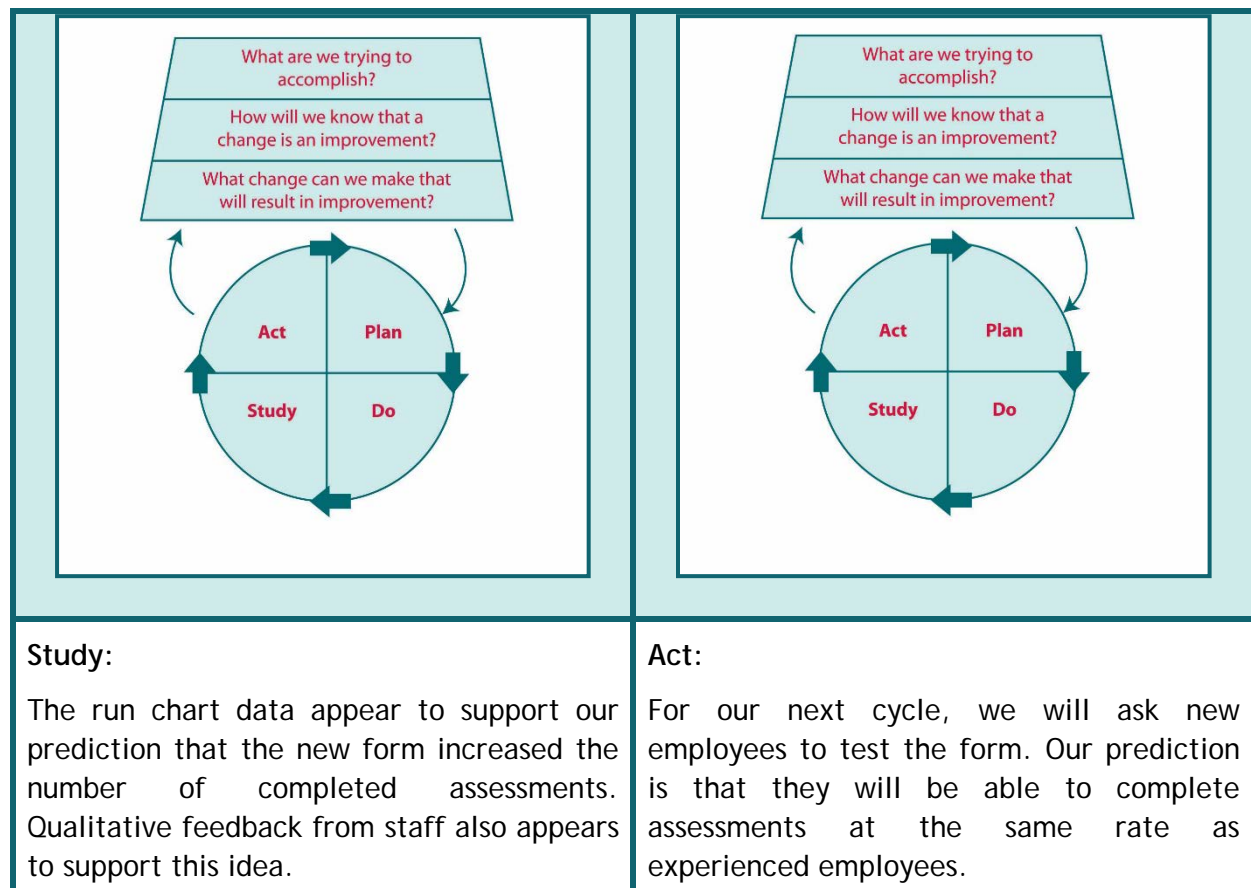 What are we trying to
accomplish?
How will we know that a
change is an improvement?
What change can we make that
will result in improvement?
Act
Plan
Study
Do
What are we trying to
accomplish?
How will we know that a
change is an improvement?
What change can we make that
will result in improvement?
Act
Plan
Study
Do
Study:
The run chart data appear to support our
prediction that the new form increased the
number of completed assessments.
Qualitative feedback from staff also appears
to support this idea.
Act:
For our next cycle, we will ask new
employees to test the form. Our prediction
is that they will be able to complete
assessments at the same rate as
experienced employees.